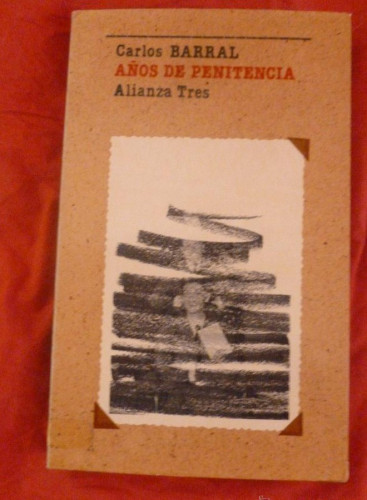 Carlos BARRAL
AÑOS DE PENITENCIA
Alianza Tres